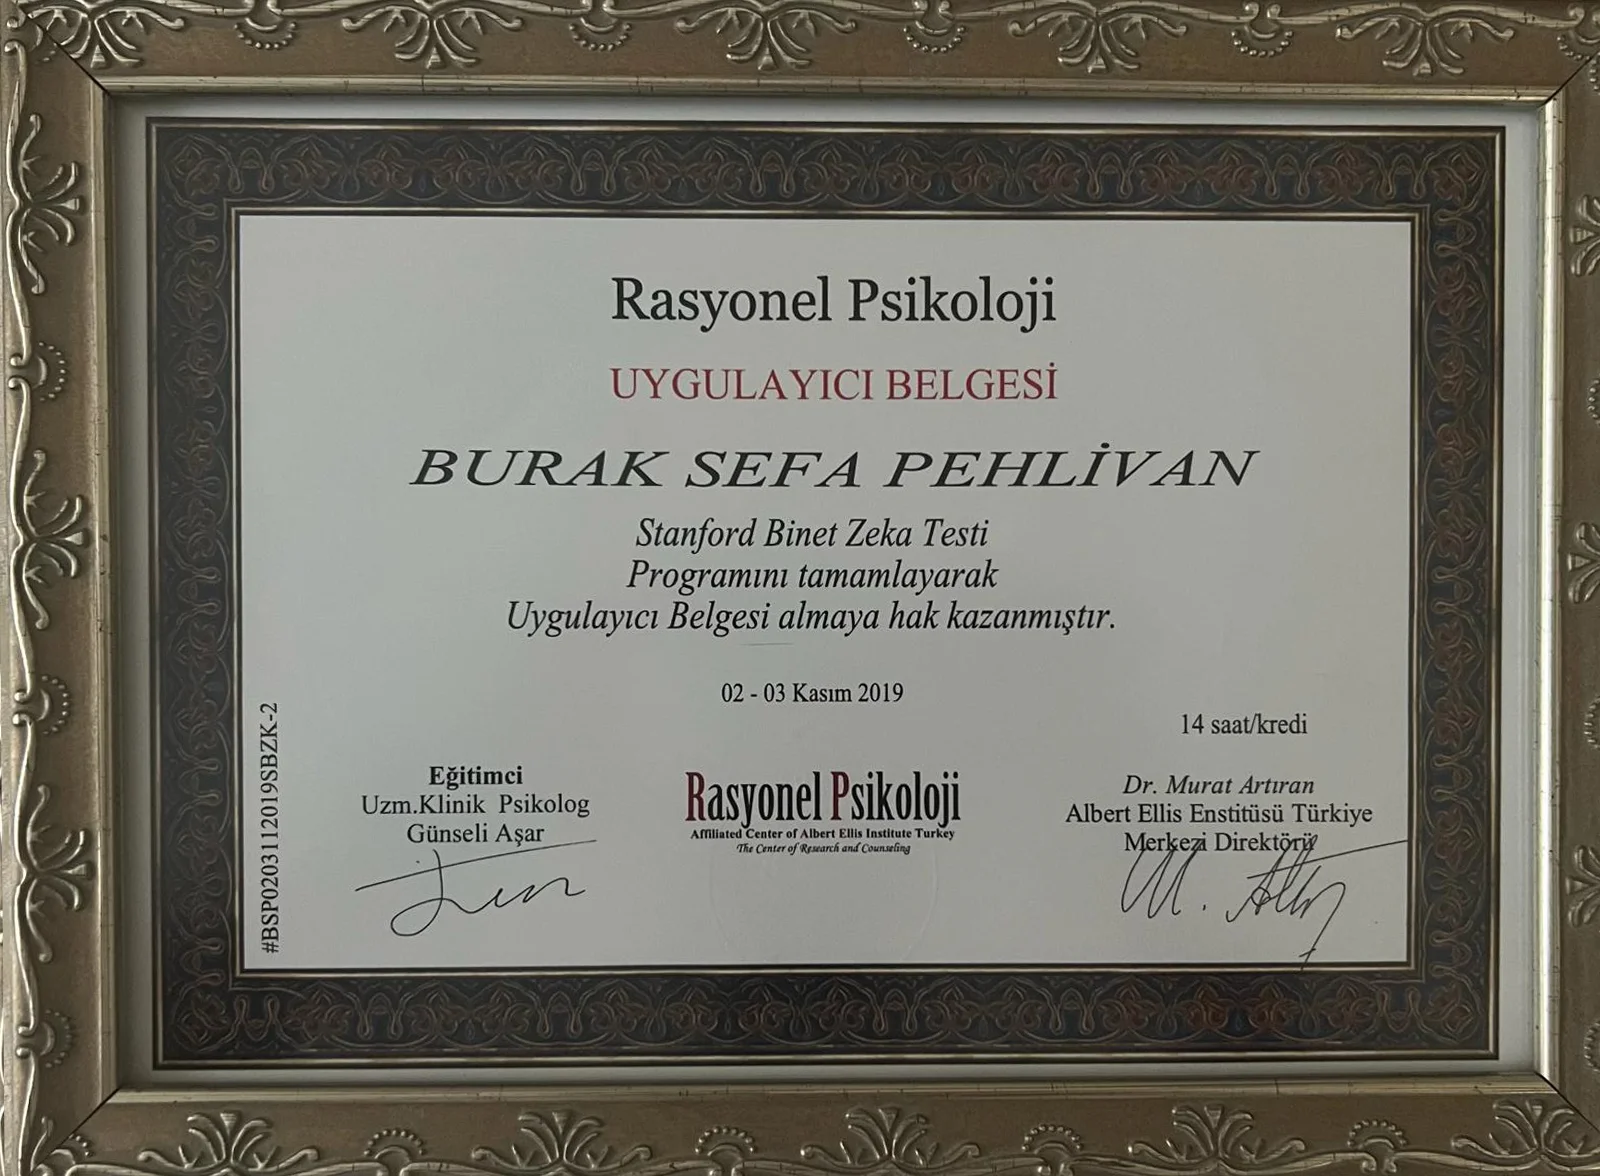 Rasyonel Psikoloji
UYGULAYICI BELGESİ
BURAK SEFA PEHLİVAN
Stanford Binet Zeka Testi
Programını tamamlayarak
Uygulayıcı Belgesi almaya hak kazanmıştır.
02 - 03 Kasım 2019
14 saat/kredi
#BSP02031112019SBZK-2
Eğitimci
Uzm.Klinik Psikolog
Günseli Aşar
Rasyonel Psikoloji
Affiliated Center of Albert Ellis Institute Turkey
The Center of Research and Counseling
Dr. Murat Artıran
Albert Ellis Enstitüsü Türkiye
Merkezi Direktörü